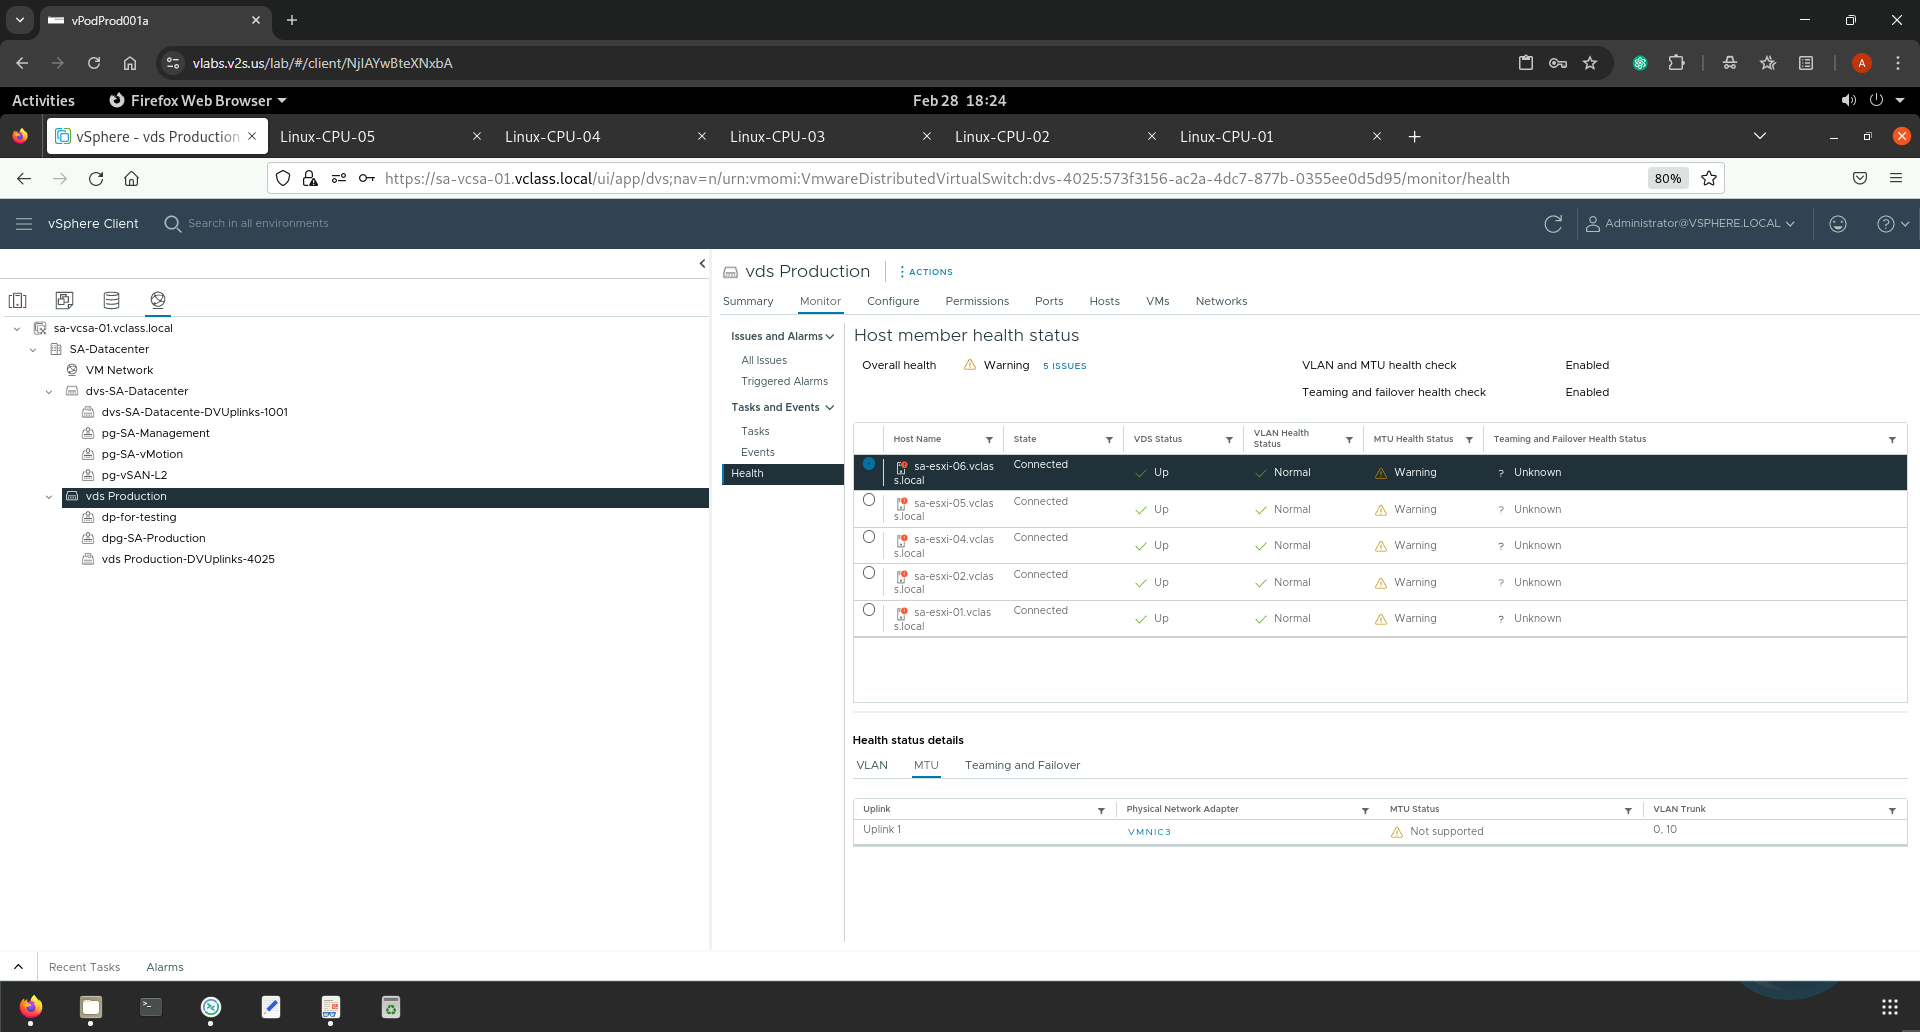 vPodProd001a
vlabs.v2s.us/lab/#/client/NjIAYwBteXNxbA
A
Activities Firefox Web Browser Feb 28 18:24
vSphere - vds Production Linux-CPU-05 Linux-CPU-04 Linux-CPU-03 Linux-CPU-02 Linux-CPU-01
https://sa-vcsa-01.vclass.local/ui/app/dvs;nav=n/urn:vmomi:VmwareDistributedVirtualSwitch:dvs-4025:573f3156-ac2a-4dc7-877b-0355ee0d5d95/monitor/health 80%
vSphere Client Search in all environments Administrator@VSPHERE.LOCAL
sa-vcsa-01.vclass.local
SA-Datacenter
VM Network
dvs-SA-Datacenter
dvs-SA-Datacente-DVUplinks-1001
pg-SA-Management
pg-SA-vMotion
pg-vSAN-L2
vds Production
dp-for-testing
dpg-SA-Production
vds Production-DVUplinks-4025
vds Production ACTIONS
Summary Monitor Configure Permissions Ports Hosts VMs Networks
Issues and Alarms
All Issues
Triggered Alarms
Tasks and Events
Tasks
Events
Health
Host member health status
Overall health Warning 5 ISSUES VLAN and MTU health check Enabled
Teaming and failover health check Enabled
Host Name State VDS Status VLAN Health Status MTU Health Status Teaming and Failover Health Status
sa-esxi-06.vclas Connected Up Normal Warning ? Unknown
s.local
sa-esxi-05.vclas Connected Up Normal Warning ? Unknown
s.local
sa-esxi-04.vclas Connected Up Normal Warning ? Unknown
s.local
sa-esxi-02.vclas Connected Up Normal Warning ? Unknown
s.local
sa-esxi-01.vclas Connected Up Normal Warning ? Unknown
s.local
Health status details
VLAN MTU Teaming and Failover
Uplink Physical Network Adapter MTU Status VLAN Trunk
Uplink 1 VMNIC3 Not supported 0, 10
Recent Tasks Alarms